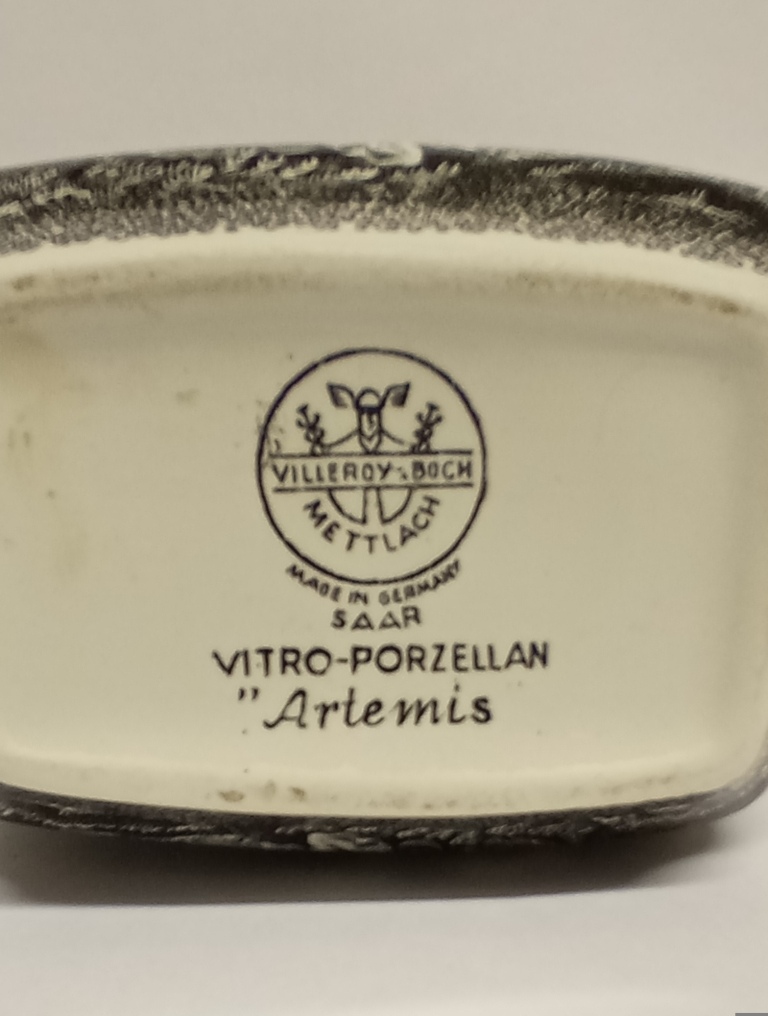 VILLEROY & BOCH
METTLACH
MADE IN GERMANY
SAAR
VITRO-PORZELLAN
"Artemis